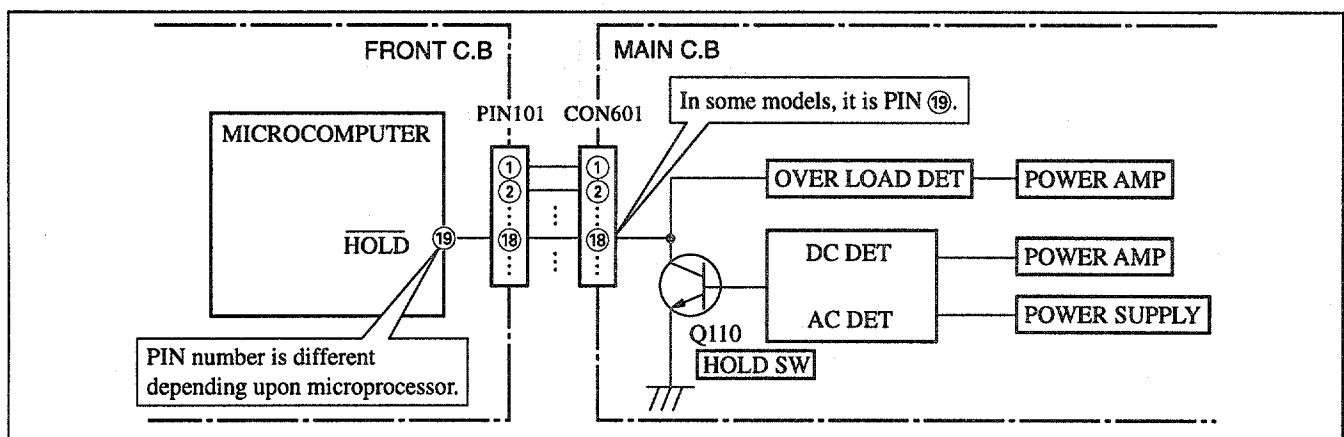 FRONT C.B
MAIN C.B
PIN101
CON601
In some models, it is PIN ⑲.
MICROCOMPUTER
① ①
② ②
HOLD ⑲ ⑱ ⑱
OVER LOAD DET
POWER AMP
DC DET
POWER AMP
AC DET
POWER SUPPLY
Q110
HOLD SW
PIN number is different
depending upon microprocessor.